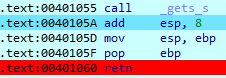 .text:00401055 call _gets_s
.text:0040105A add esp, 8
.text:0040105D mov esp, ebp
.text:0040105F pop ebp
.text:00401060 retn